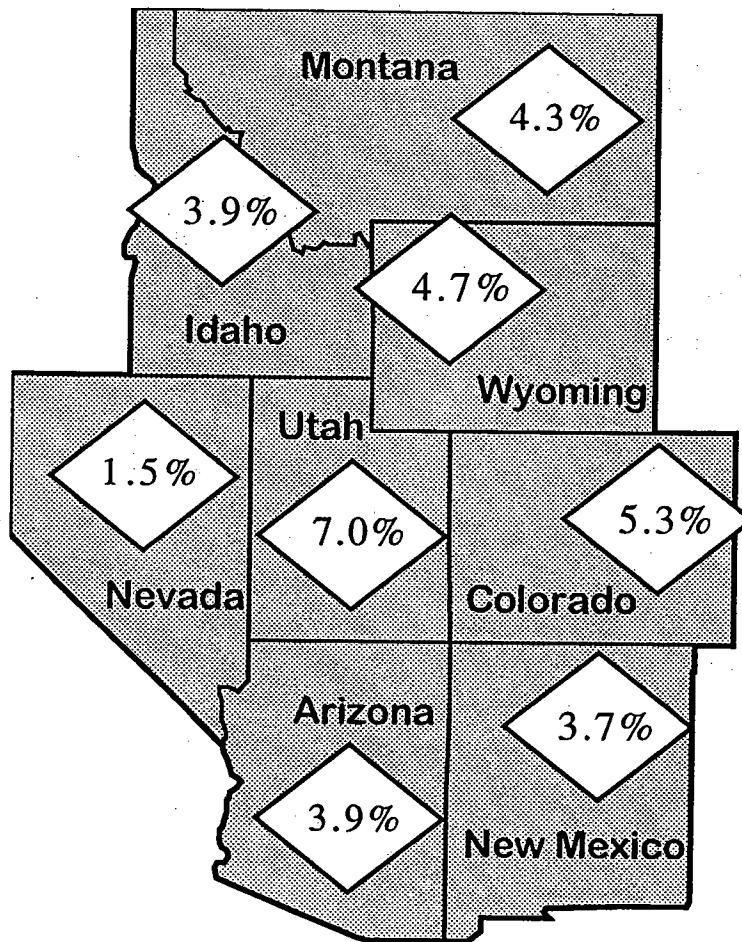 Montana
4.3%
3.9%
4.7%
Idaho
Wyoming
Utah
1.5%
7.0%
5.3%
Nevada
Colorado
Arizona
3.7%
3.9%
New Mexico